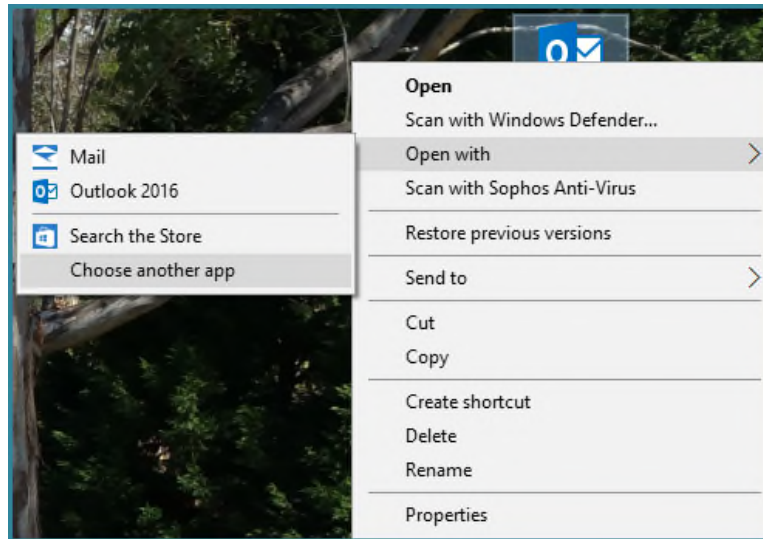 Open
Scan with Windows Defender...
Open with
Scan with Sophos Anti-Virus
Restore previous versions
Send to
Cut
Copy
Create shortcut
Delete
Rename
Properties
Mail
Outlook 2016
Search the Store
Choose another app